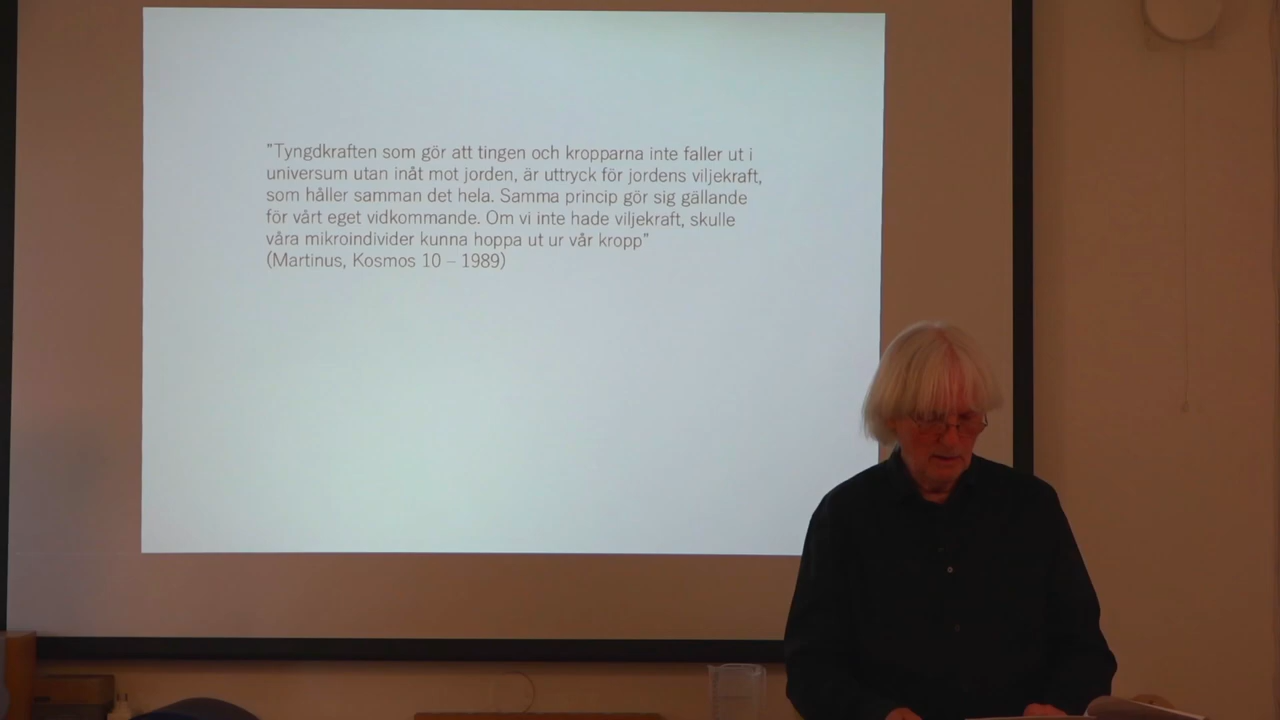 "Tyngdkraften som gör att tingen och kropparna inte faller ut i
universum utan inåt mot jorden, är uttryck för jordens viljekraft,
som håller samman det hela. Samma princip gör sig gällande
för vårt eget vidkommande. Om vi inte hade viljekraft, skulle
våra mikroindivider kunna hoppa ut ur vår kropp"
(Martinus, Kosmos 10 – 1989)